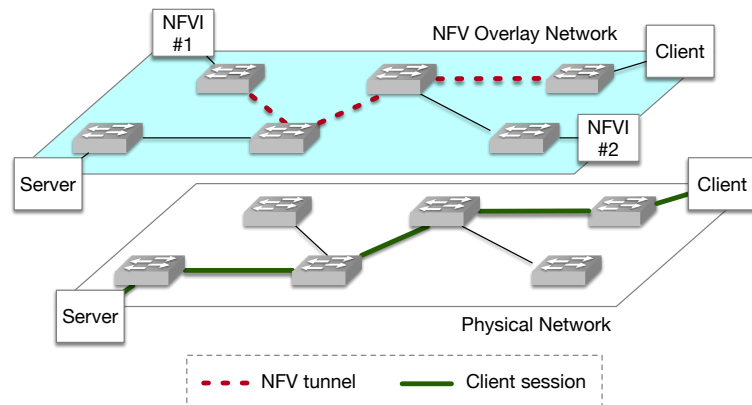 NFVI
#1
NFV Overlay Network
Client
NFVI
#2
Server
Client
Server
Physical Network
NFV tunnel
Client session